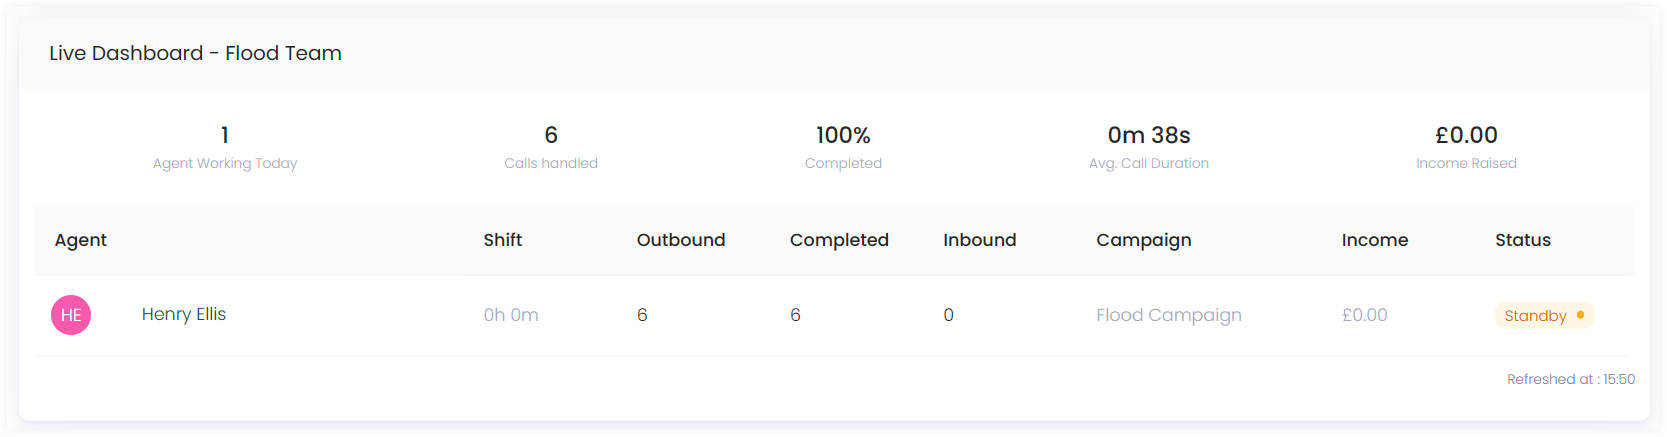 Live Dashboard - Flood Team
1 6 100% 0m 38s £0.00
Agent Working Today Calls handled Completed Avg. Call Duration Income Raised
Agent Shift Outbound Completed Inbound Campaign Income Status
HE Henry Ellis 0h 0m 6 6 0 Flood Campaign £0.00 Standby
Refreshed at : 15:50